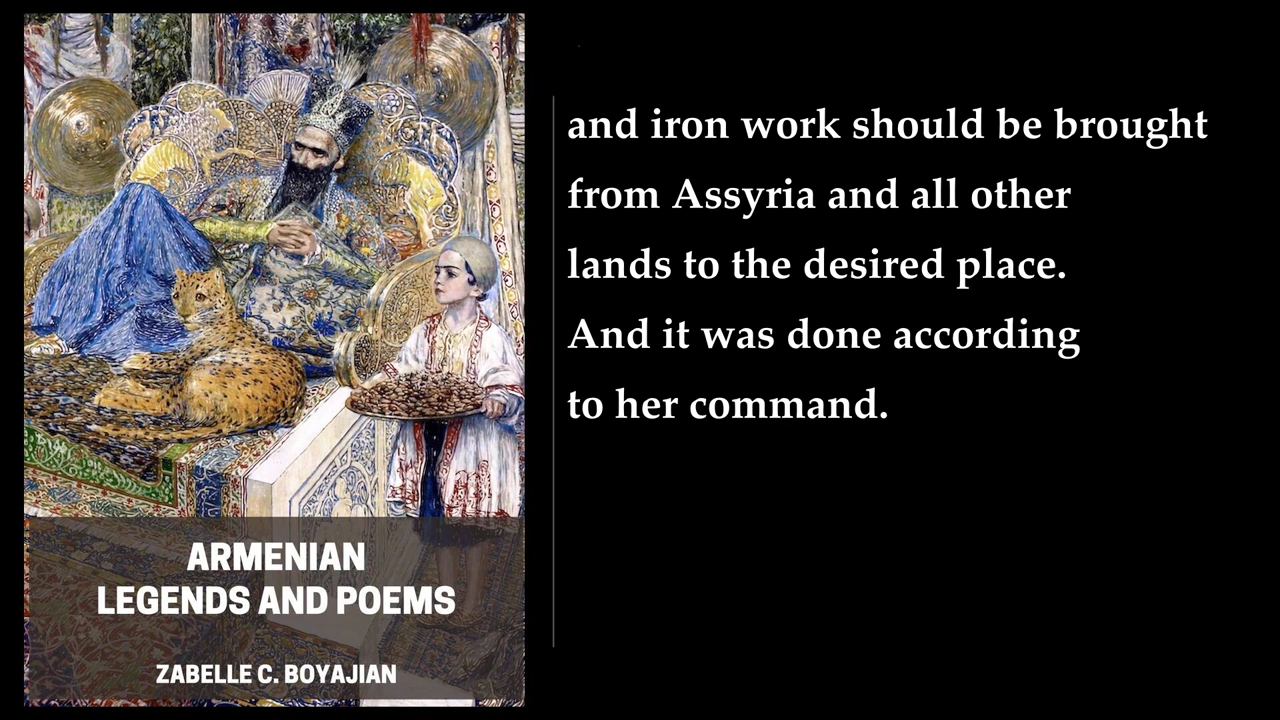 ARMENIAN
LEGENDS AND POEMS
ZABELLE C. BOYAJIAN
and iron work should be brought
from Assyria and all other
lands to the desired place.
And it was done according
to her command.